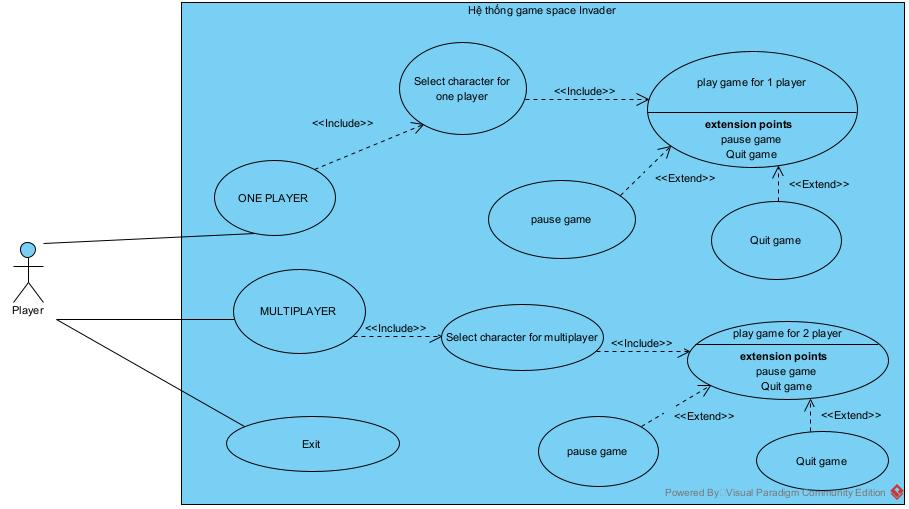 Hệ thống game space Invader
Select character for
one player
<<Include>>
play game for 1 player
extension points
pause game
Quit game
<<Include>>
ONE PLAYER
<<Extend>>
<<Extend>>
pause game
Quit game
Player
MULTIPLAYER
<<Include>>
Select character for multiplayer
<<Include>>
play game for 2 player
extension points
pause game
Quit game
<<Extend>>
<<Extend>>
Exit
pause game
Quit game
Powered By Visual Paradigm Community Edition